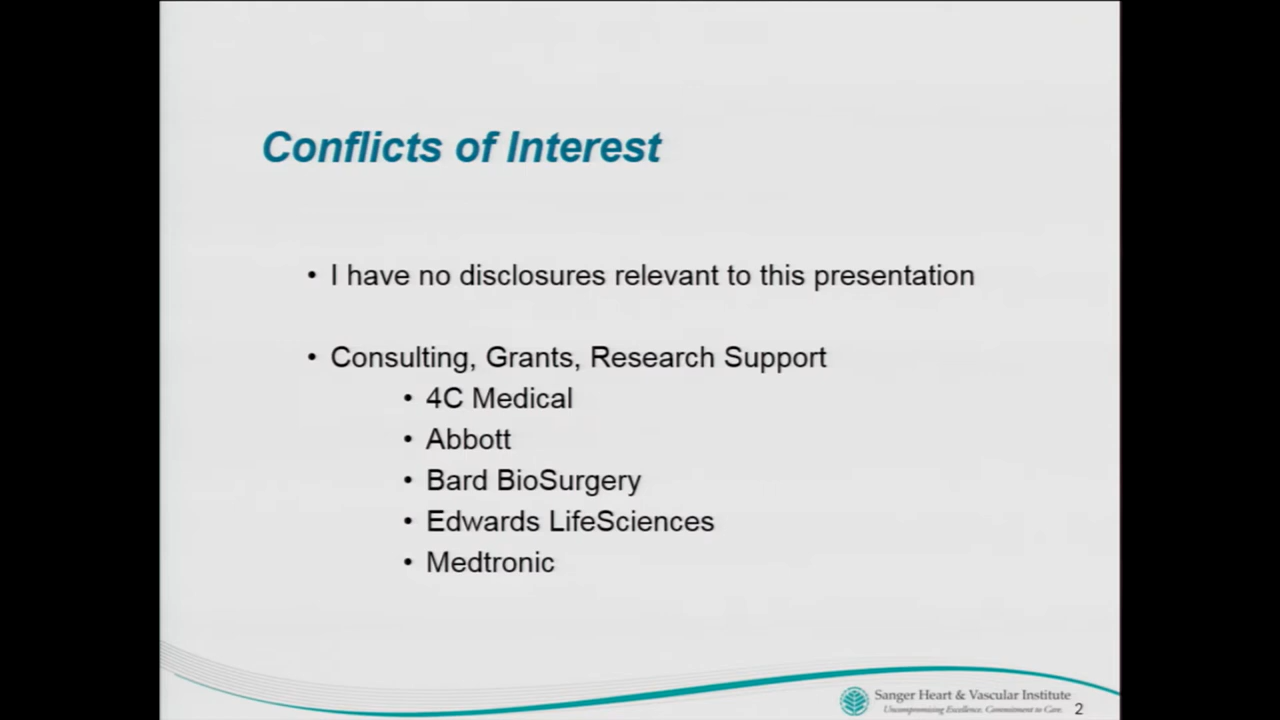 Conflicts of Interest
• I have no disclosures relevant to this presentation
• Consulting, Grants, Research Support
• 4C Medical
• Abbott
• Bard BioSurgery
• Edwards LifeSciences
• Medtronic
Sanger Heart & Vascular Institute
Uncompromising Excellence. Commitment to Care.
2